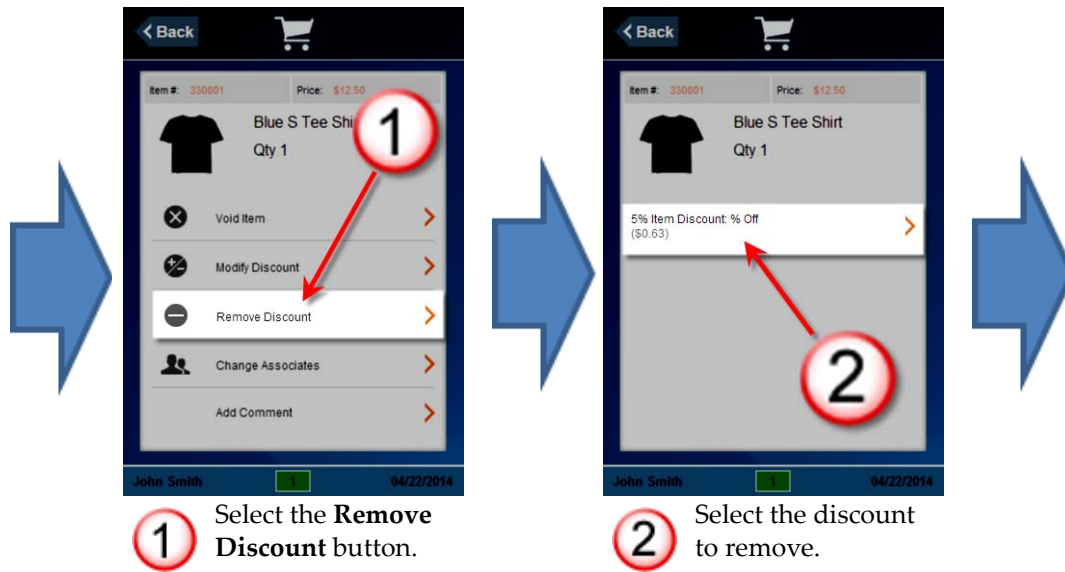 Back
Item #: 330001 Price: $12.50
Blue S Tee Shi
1
Qty 1
Void Item
Modify Discount
Remove Discount
Change Associates
Add Comment
John Smith 1 04/22/2014
1 Select the Remove
Discount button.
Back
Item #: 330001 Price: $12.50
Blue S Tee Shirt
Qty 1
5% Item Discount: % Off
($0.63)
2
John Smith 1 04/22/2014
2 Select the discount
to remove.